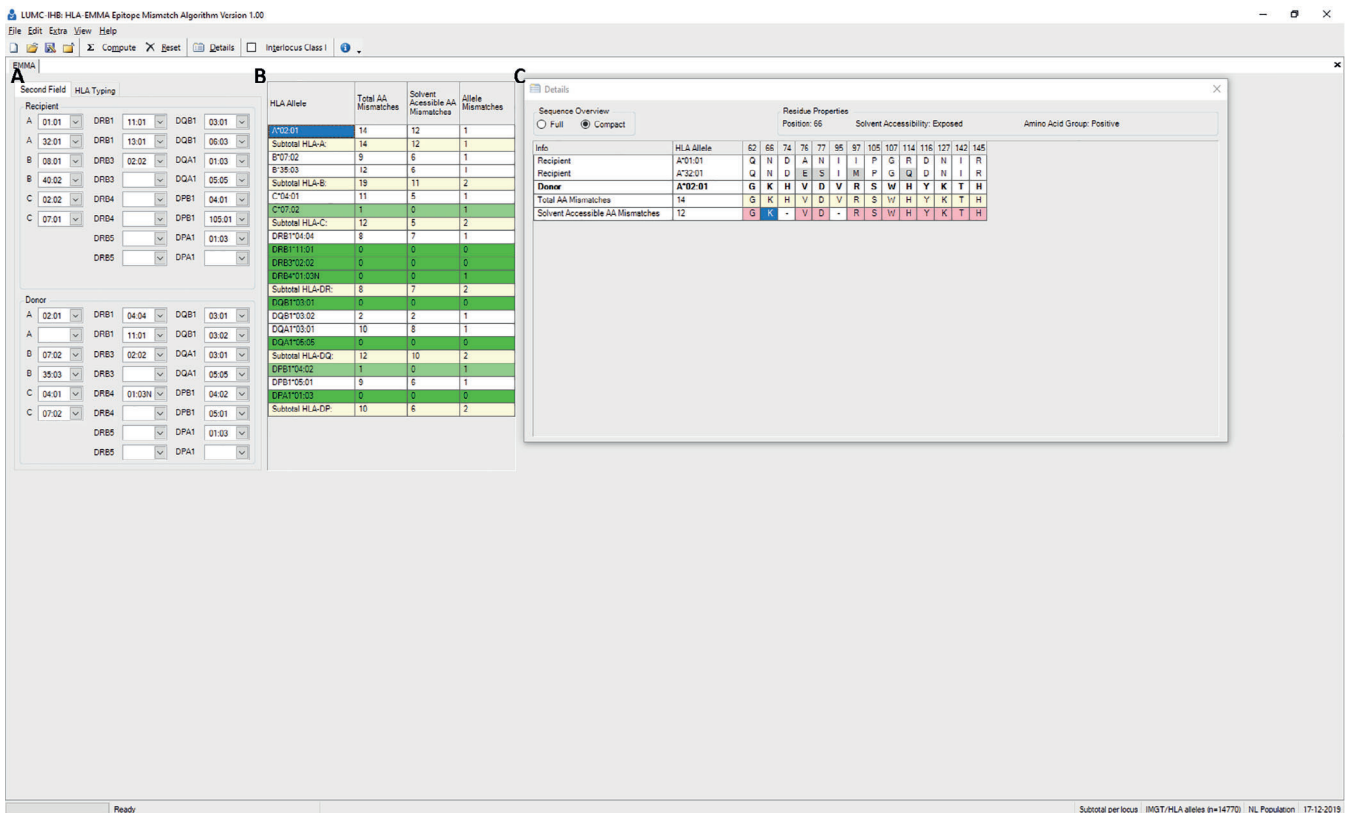 LUMC-IHB: HLA-EMMA Epitope Mismatch Algorithm Version 1.00
File Edit Extra View Help
Σ Compute Reset Details Interlocus Class I
EMMA
A
Second Field HLA Typing
Recipient
A 01:01 DRB1 11:01 DQB1 03:01
A 32:01 DRB1 13:01 DQB1 06:03
B 08:01 DRB3 02:02 DQA1 01:03
B 40:02 DRB3 DQA1 05:05
C 02:02 DRB4 DPB1 04:01
C 07:01 DRB4 DPB1 105:01
DRB5 DPA1 01:03
DRB5 DPA1
Donor
A 02:01 DRB1 04:04 DQB1 03:01
A DRB1 11:01 DQB1 03:02
B 07:02 DRB3 02:02 DQA1 03:01
B 35:03 DRB3 DQA1 05:05
C 04:01 DRB4 01:03N DPB1 04:02
C 07:02 DRB4 DPB1 05:01
DRB5 DPA1 01:03
DRB5 DPA1
B
HLA Allele Total AA Mismatches Solvent Acessible AA Mismatches Allele Mismatches
A*02:01 14 12 1
Subtotal HLA-A: 14 12 1
B*07:02 9 6 1
B*35:03 12 6 1
Subtotal HLA-B: 19 11 2
C*04:01 11 5 1
C*07:02 1 0 1
Subtotal HLA-C: 12 5 2
DRB1*04:04 8 7 1
DRB1*11:01 0 0 0
DRB3*02:02 0 0 0
DRB4*01:03N 0 0 1
Subtotal HLA-DR: 8 7 2
DQB1*03:01 0 0 0
DQB1*03:02 2 2 1
DQA1*03:01 10 8 1
DQA1*05:05 0 0 0
Subtotal HLA-DQ: 12 10 2
DPB1*04:02 1 0 1
DPB1*05:01 9 6 1
DPA1*01:03 0 0 0
Subtotal HLA-DP: 10 6 2
C
Details
Sequence Overview
Full Compact
Residue Properties
Position: 66 Solvent Accessibility: Exposed Amino Acid Group: Positive
Info HLA Allele 62 66 74 76 77 95 97 105 107 114 116 127 142 145
Recipient A*01:01 Q N D A N I I P G R D N I R
Recipient A*32:01 Q N D E S I M P G Q D N I R
Donor A*02:01 G K H V D V R S W H Y K T H
Total AA Mismatches 14 G K H V D V R S W H Y K T H
Solvent Accessible AA Mismatches 12 G K - V D - R S W H Y K T H
Ready
Subtotal per locus IMGT/HLA alleles (n=14770) NL Population 17-12-2019